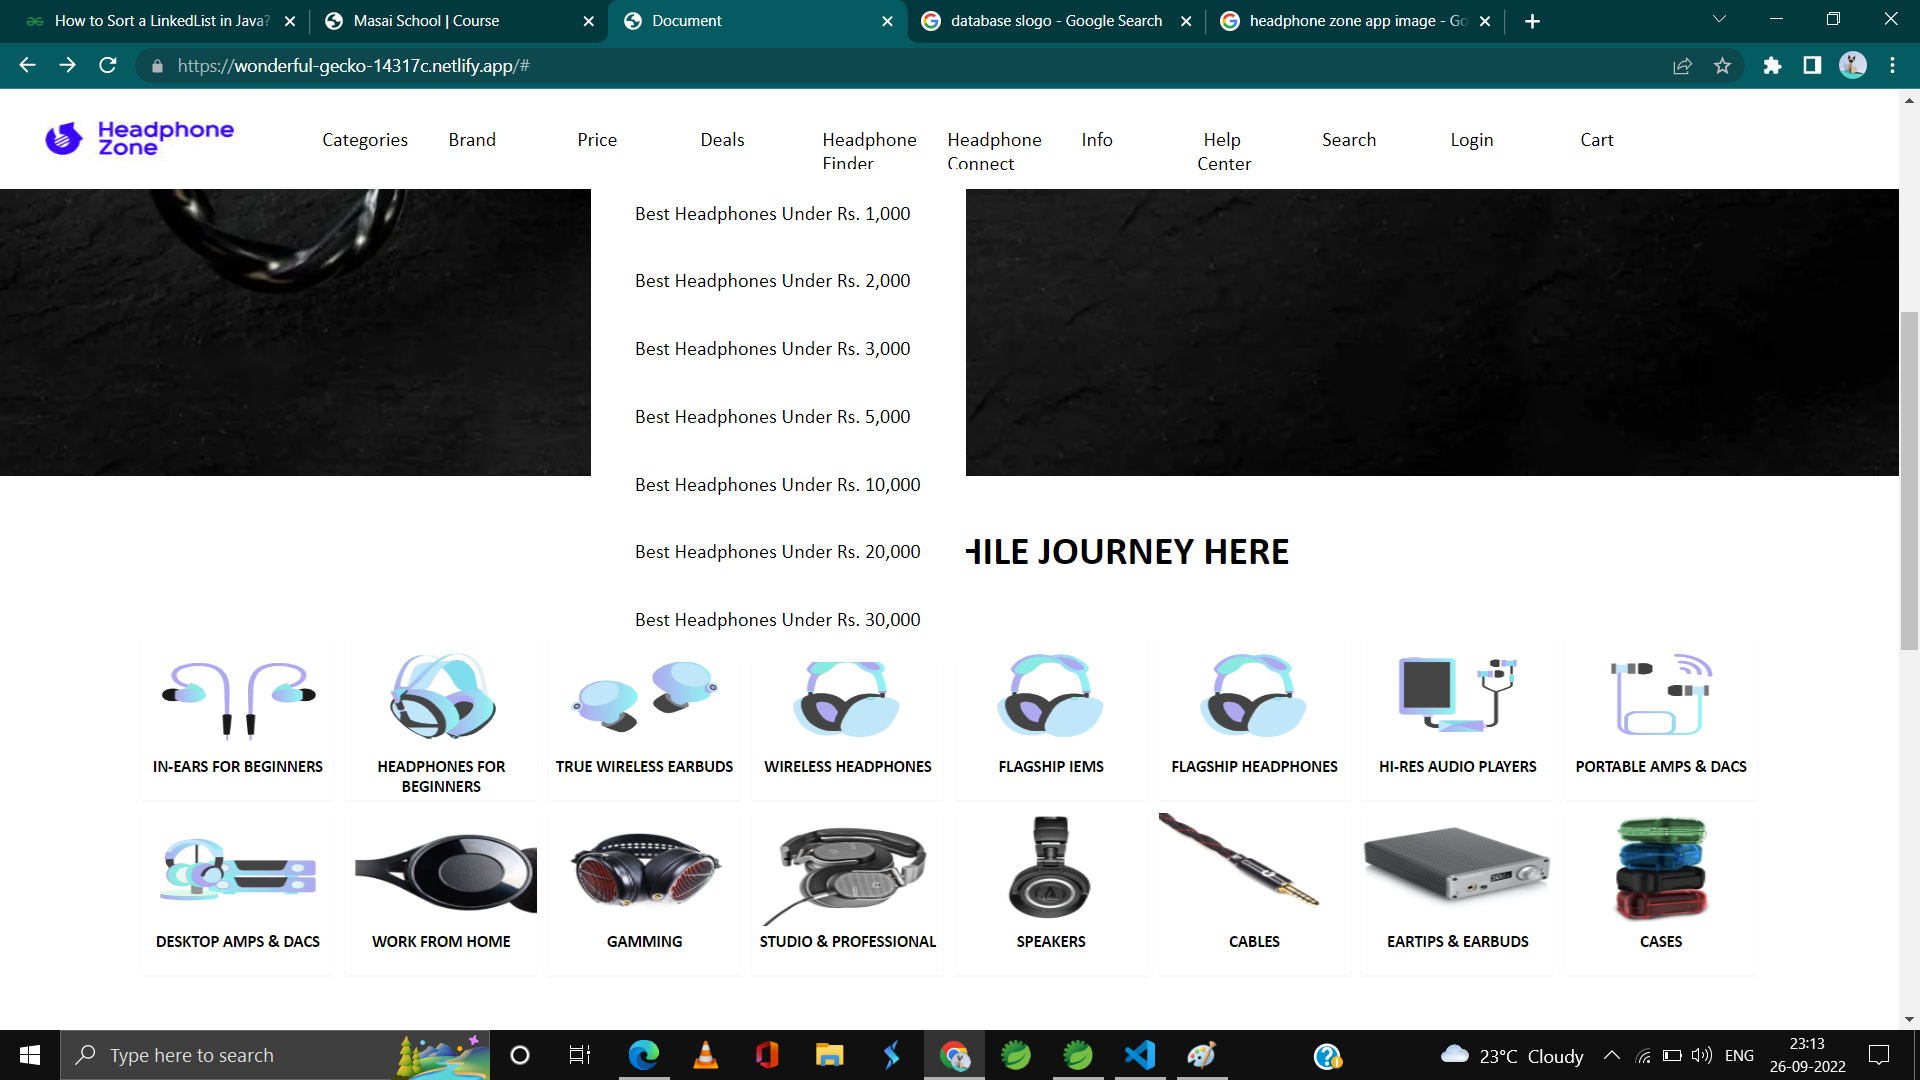 How to Sort a LinkedList in Java?
Masai School | Course
Document
database slogo - Google Search
headphone zone app image - Go
https://wonderful-gecko-14317c.netlify.app/#
Headphone
Zone
Categories
Brand
Price
Deals
Headphone
Finder
Headphone
Connect
Info
Help
Center
Search
Login
Cart
Best Headphones Under Rs. 1,000
Best Headphones Under Rs. 2,000
Best Headphones Under Rs. 3,000
Best Headphones Under Rs. 5,000
Best Headphones Under Rs. 10,000
Best Headphones Under Rs. 20,000
HILE JOURNEY HERE
Best Headphones Under Rs. 30,000
IN-EARS FOR BEGINNERS
HEADPHONES FOR
BEGINNERS
TRUE WIRELESS EARBUDS
WIRELESS HEADPHONES
FLAGSHIP IEMS
FLAGSHIP HEADPHONES
HI-RES AUDIO PLAYERS
PORTABLE AMPS & DACS
DESKTOP AMPS & DACS
WORK FROM HOME
GAMMING
STUDIO & PROFESSIONAL
SPEAKERS
CABLES
EARTIPS & EARBUDS
CASES
Type here to search
23°C Cloudy
ENG
23:13
26-09-2022